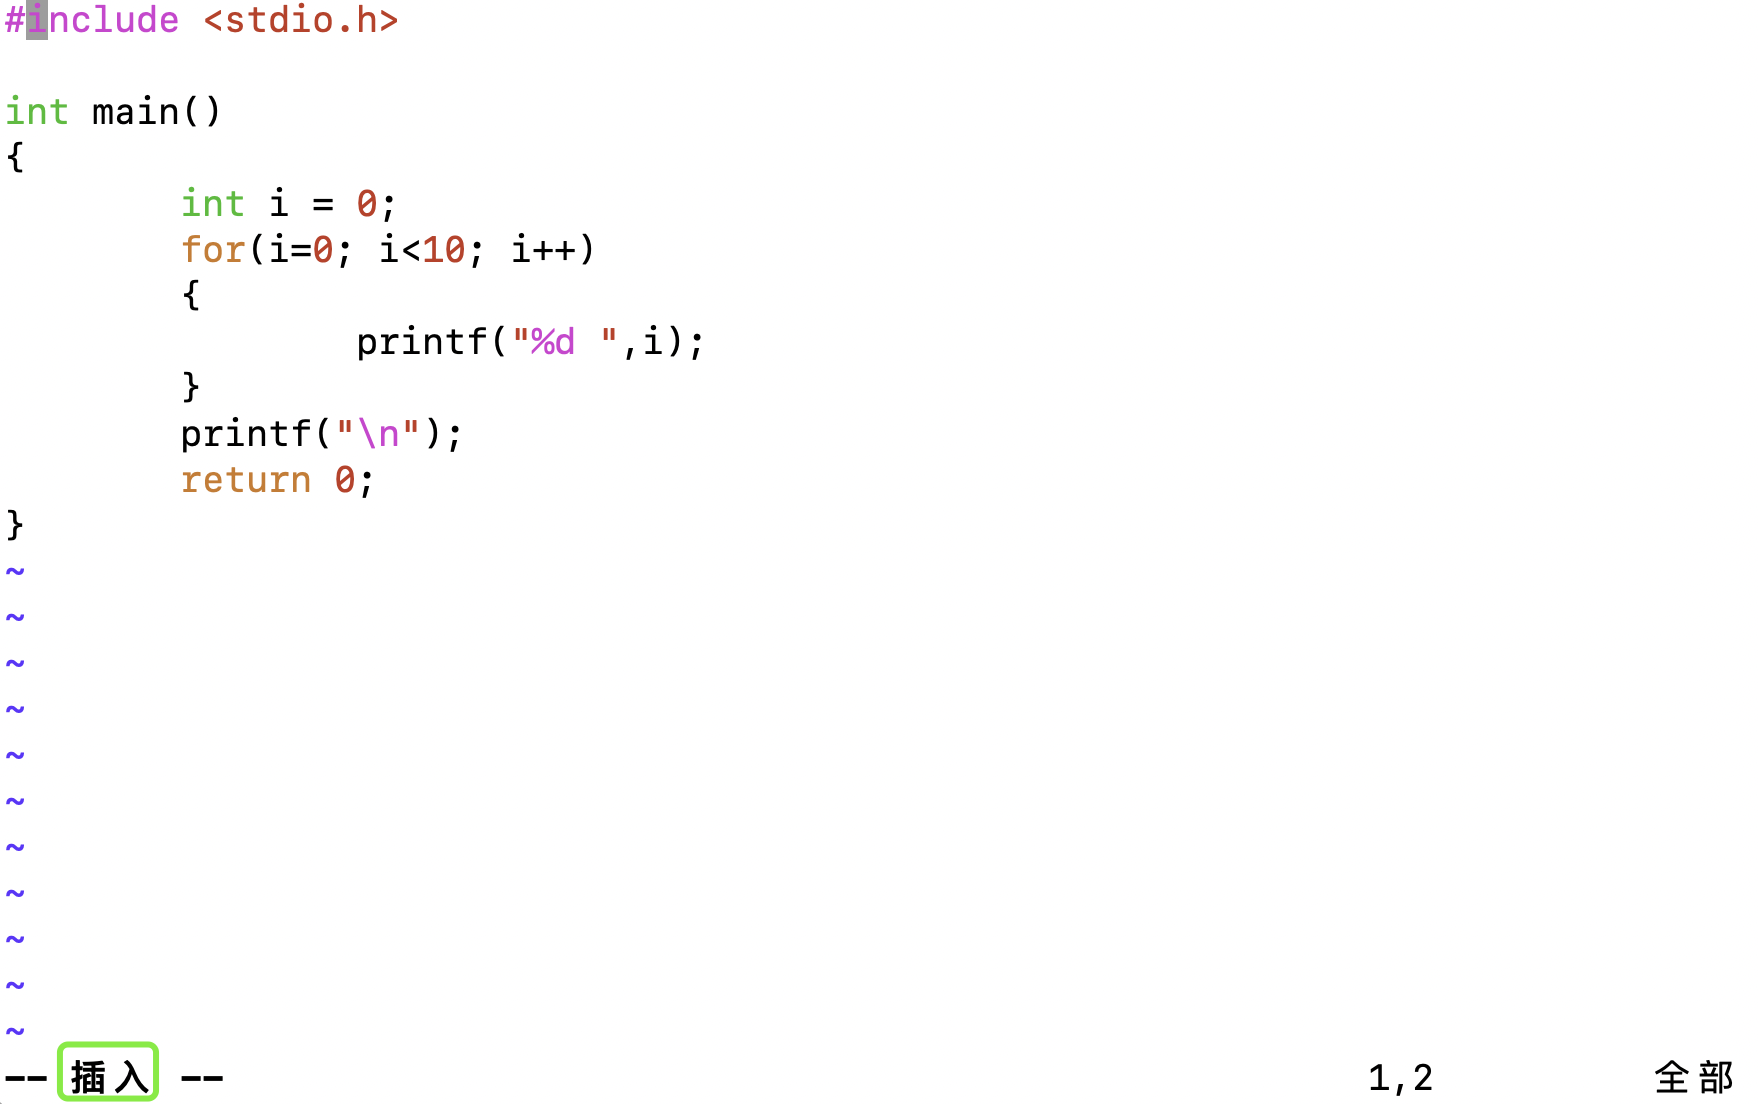 #include <stdio.h>

int main()
{
        int i = 0;
        for(i=0; i<10; i++)
        {
                printf("%d ",i);
        }
        printf("\n");
        return 0;
}
~
~
~
~
~
~
~
~
~
~
~
-- 插入 -- 1,2 全部